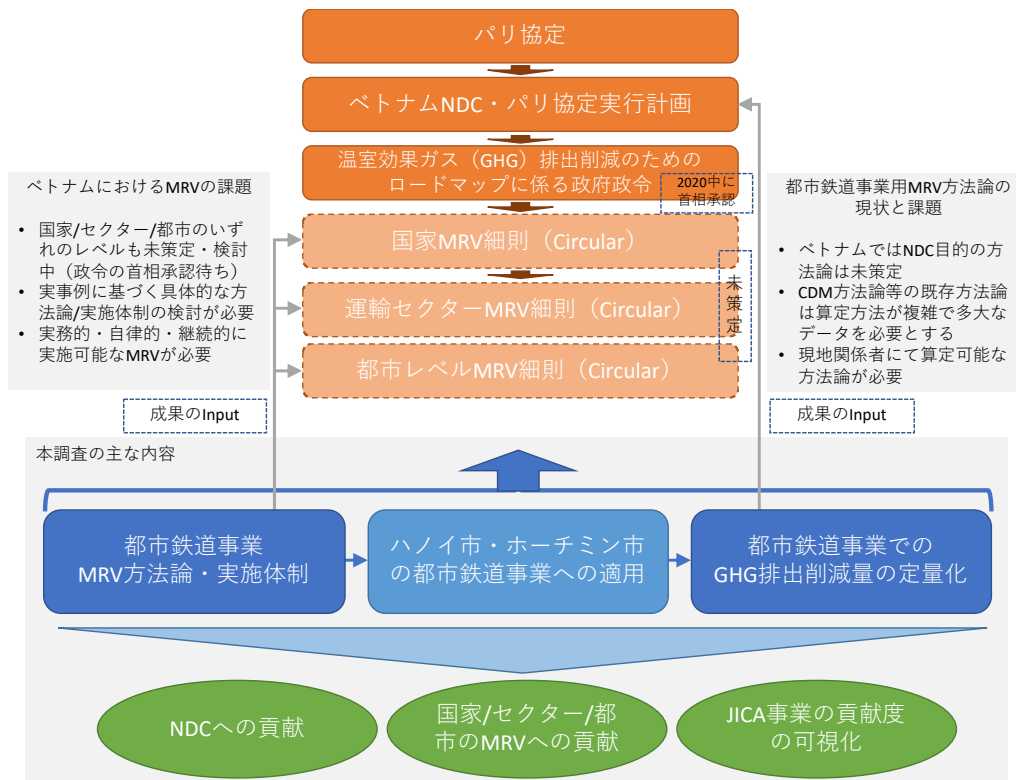 パリ協定
ベトナムNDC・パリ協定実行計画
温室効果ガス（GHG）排出削減のための
ロードマップに係る政府政令
2020中に
首相承認
国家MRV細則（Circular）
運輸セクターMRV細則（Circular）
都市レベルMRV細則（Circular）
未策定
ベトナムにおけるMRVの課題
• 国家/セクター/都市のいず
れのレベルも未策定・検討
中（政令の首相承認待ち）
• 実事例に基づく具体的な方
法論/実施体制の検討が必要
• 実務的・自律的・継続的に
実施可能なMRVが必要
都市鉄道事業用MRV方法論の
現状と課題
• ベトナムではNDC目的の方
法論は未策定
• CDM方法論等の既存方法論
は算定方法が複雑で多大な
データを必要とする
• 現地関係者にて算定可能な
方法論が必要
成果のInput
成果のInput
本調査の主な内容
都市鉄道事業
MRV方法論・実施体制
ハノイ市・ホーチミン市
の都市鉄道事業への適用
都市鉄道事業での
GHG排出削減量の定量化
NDCへの貢献
国家/セクター/都
市のMRVへの貢献
JICA事業の貢献度
の可視化